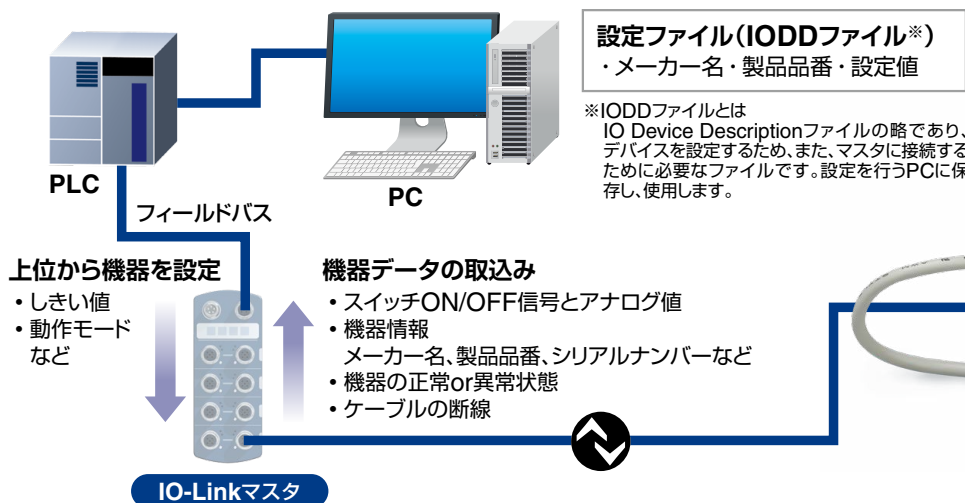 設定ファイル（IODDファイル※）
・メーカー名・製品品番・設定値
※IODDファイルとは
IO Device Descriptionファイルの略であり、
デバイスを設定するため、また、マスタに接続する
ために必要なファイルです。設定を行うPCに保
存し、使用します。
PLC
PC
フィールドバス
上位から機器を設定
・しきい値
・動作モード
など
機器データの取込み
・スイッチON/OFF信号とアナログ値
・機器情報
メーカー名、製品品番、シリアルナンバーなど
・機器の正常or異常状態
・ケーブルの断線
IO-Linkマスタ